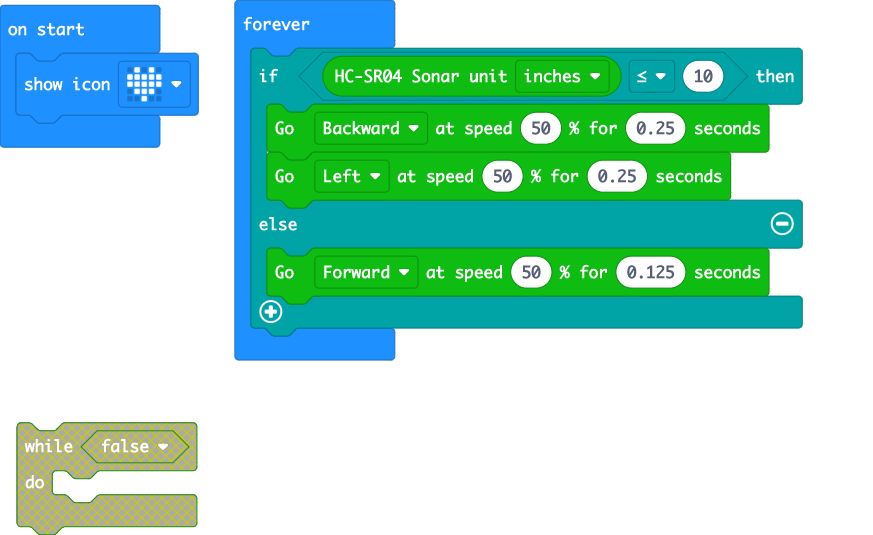 on start
show icon
forever
if HC-SR04 Sonar unit inches ≤ 10 then
Go Backward at speed 50 % for 0.25 seconds
Go Left at speed 50 % for 0.25 seconds
else
Go Forward at speed 50 % for 0.125 seconds
while false
do